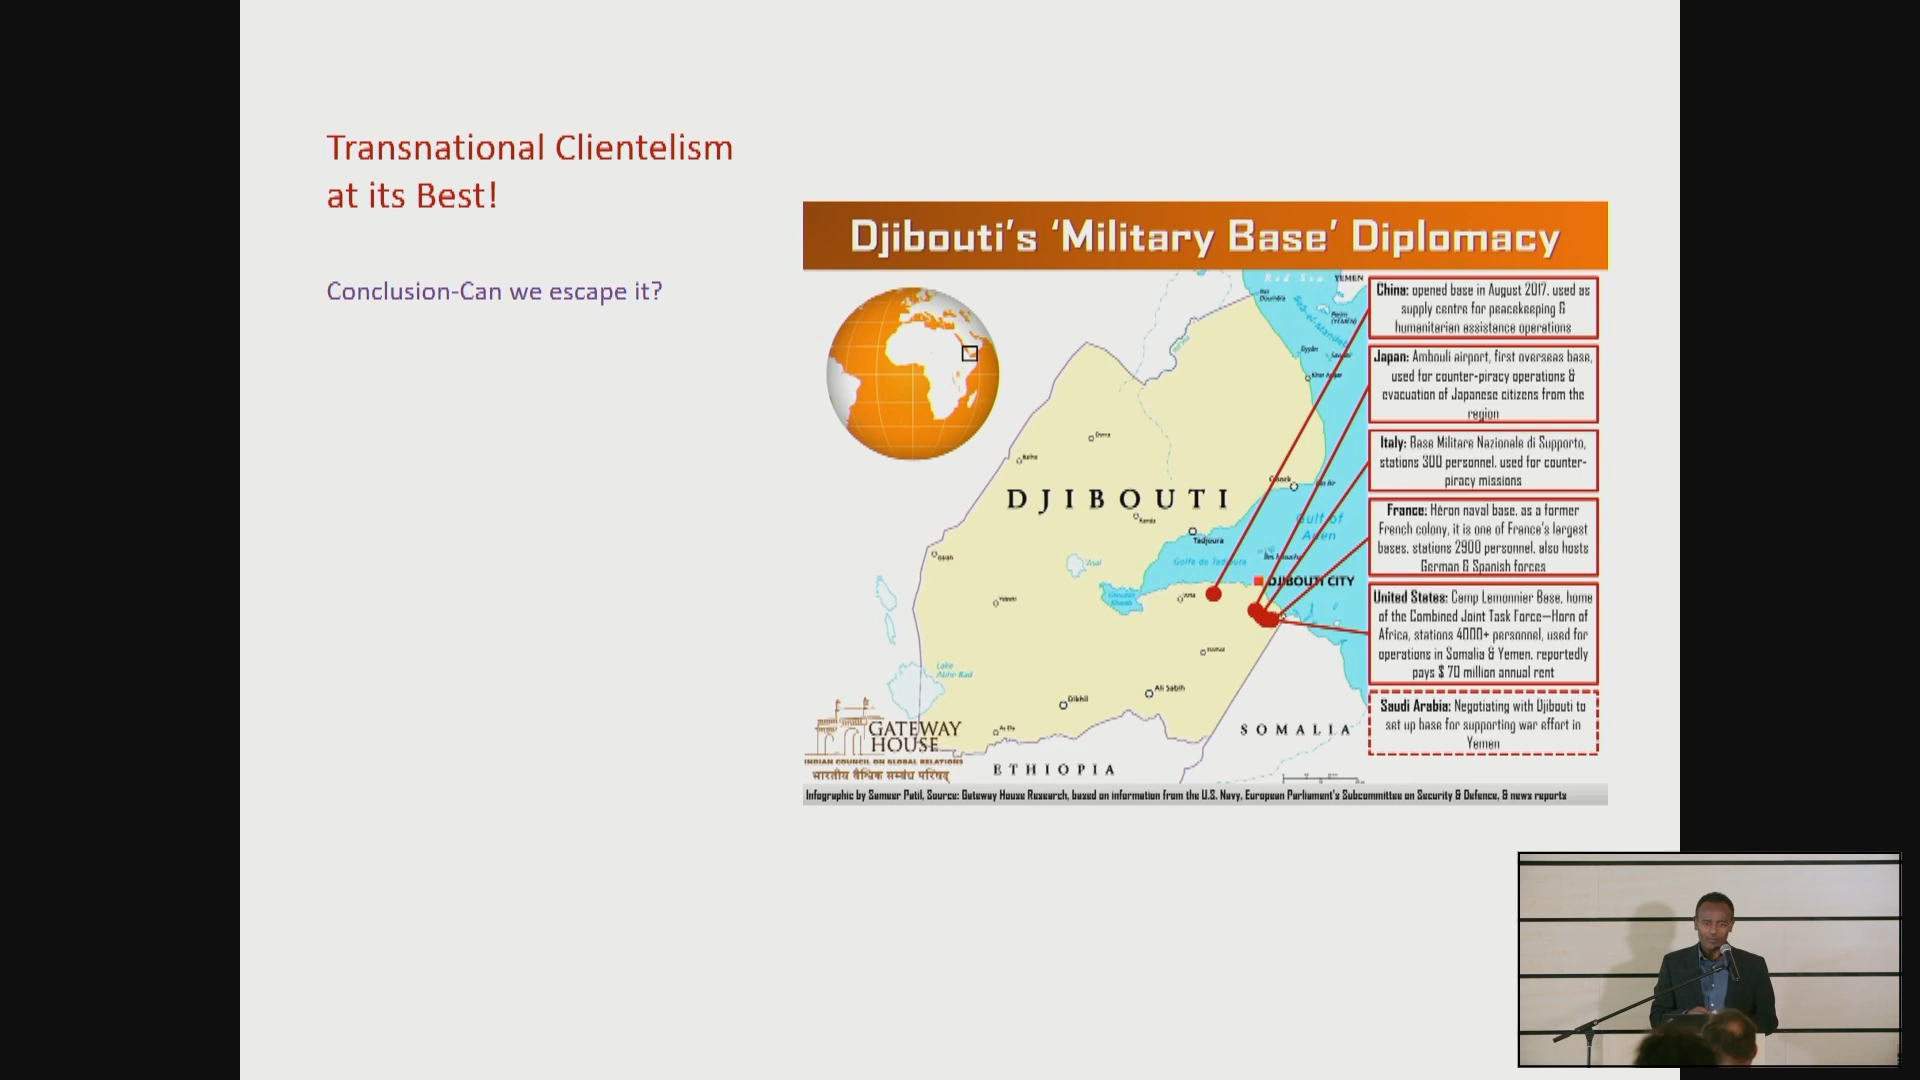 Transnational Clientelism
at its Best!
Conclusion-Can we escape it?
Djibouti's 'Military Base' Diplomacy
Red Sea
YEMEN
China: opened base in August 2017, used as
supply centre for peacekeeping &
humanitarian assistance operations
Japan: Ambouli airport, first overseas base,
used for counter-piracy operations &
evacuation of Japanese citizens from the
region
Italy: Base Militare Nazionale di Supporto,
stations 300 personnel, used for counter-
piracy missions
France: Héron naval base, as a former
French colony, it is one of France's largest
bases, stations 2900 personnel, also hosts
German & Spanish forces
United States: Camp Lemonnier Base, home
of the Combined Joint Task Force—Horn of
Africa, stations 4000+ personnel, used for
operations in Somalia & Yemen, reportedly
pays $ 70 million annual rent
Saudi Arabia: Negotiating with Djibouti to
set up base for supporting war effort in
Yemen
DJIBOUTI
Gulf of
Aden
Tadjoura
Golfe de Tadjoura
DJIBOUTI CITY
Lake
Abhe Bad
Ali Sabih
Dikhil
SOMALIA
ETHIOPIA
GATEWAY
HOUSE
INDIAN COUNCIL ON GLOBAL RELATIONS
भारतीय वैश्विक सम्बंध परिषद्
Infographic by Sameer Patil, Source: Gateway House Research, based on information from the U.S. Navy, European Parliament's Subcommittee on Security & Defence, & news reports